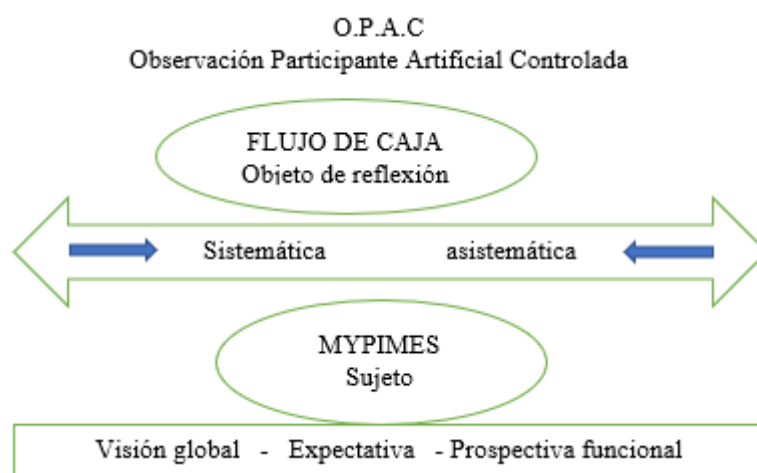 O.P.A.C
Observación Participante Artificial Controlada
FLUJO DE CAJA
Objeto de reflexión
Sistemática asistemática
MYPIMES
Sujeto
Visión global - Expectativa - Prospectiva funcional